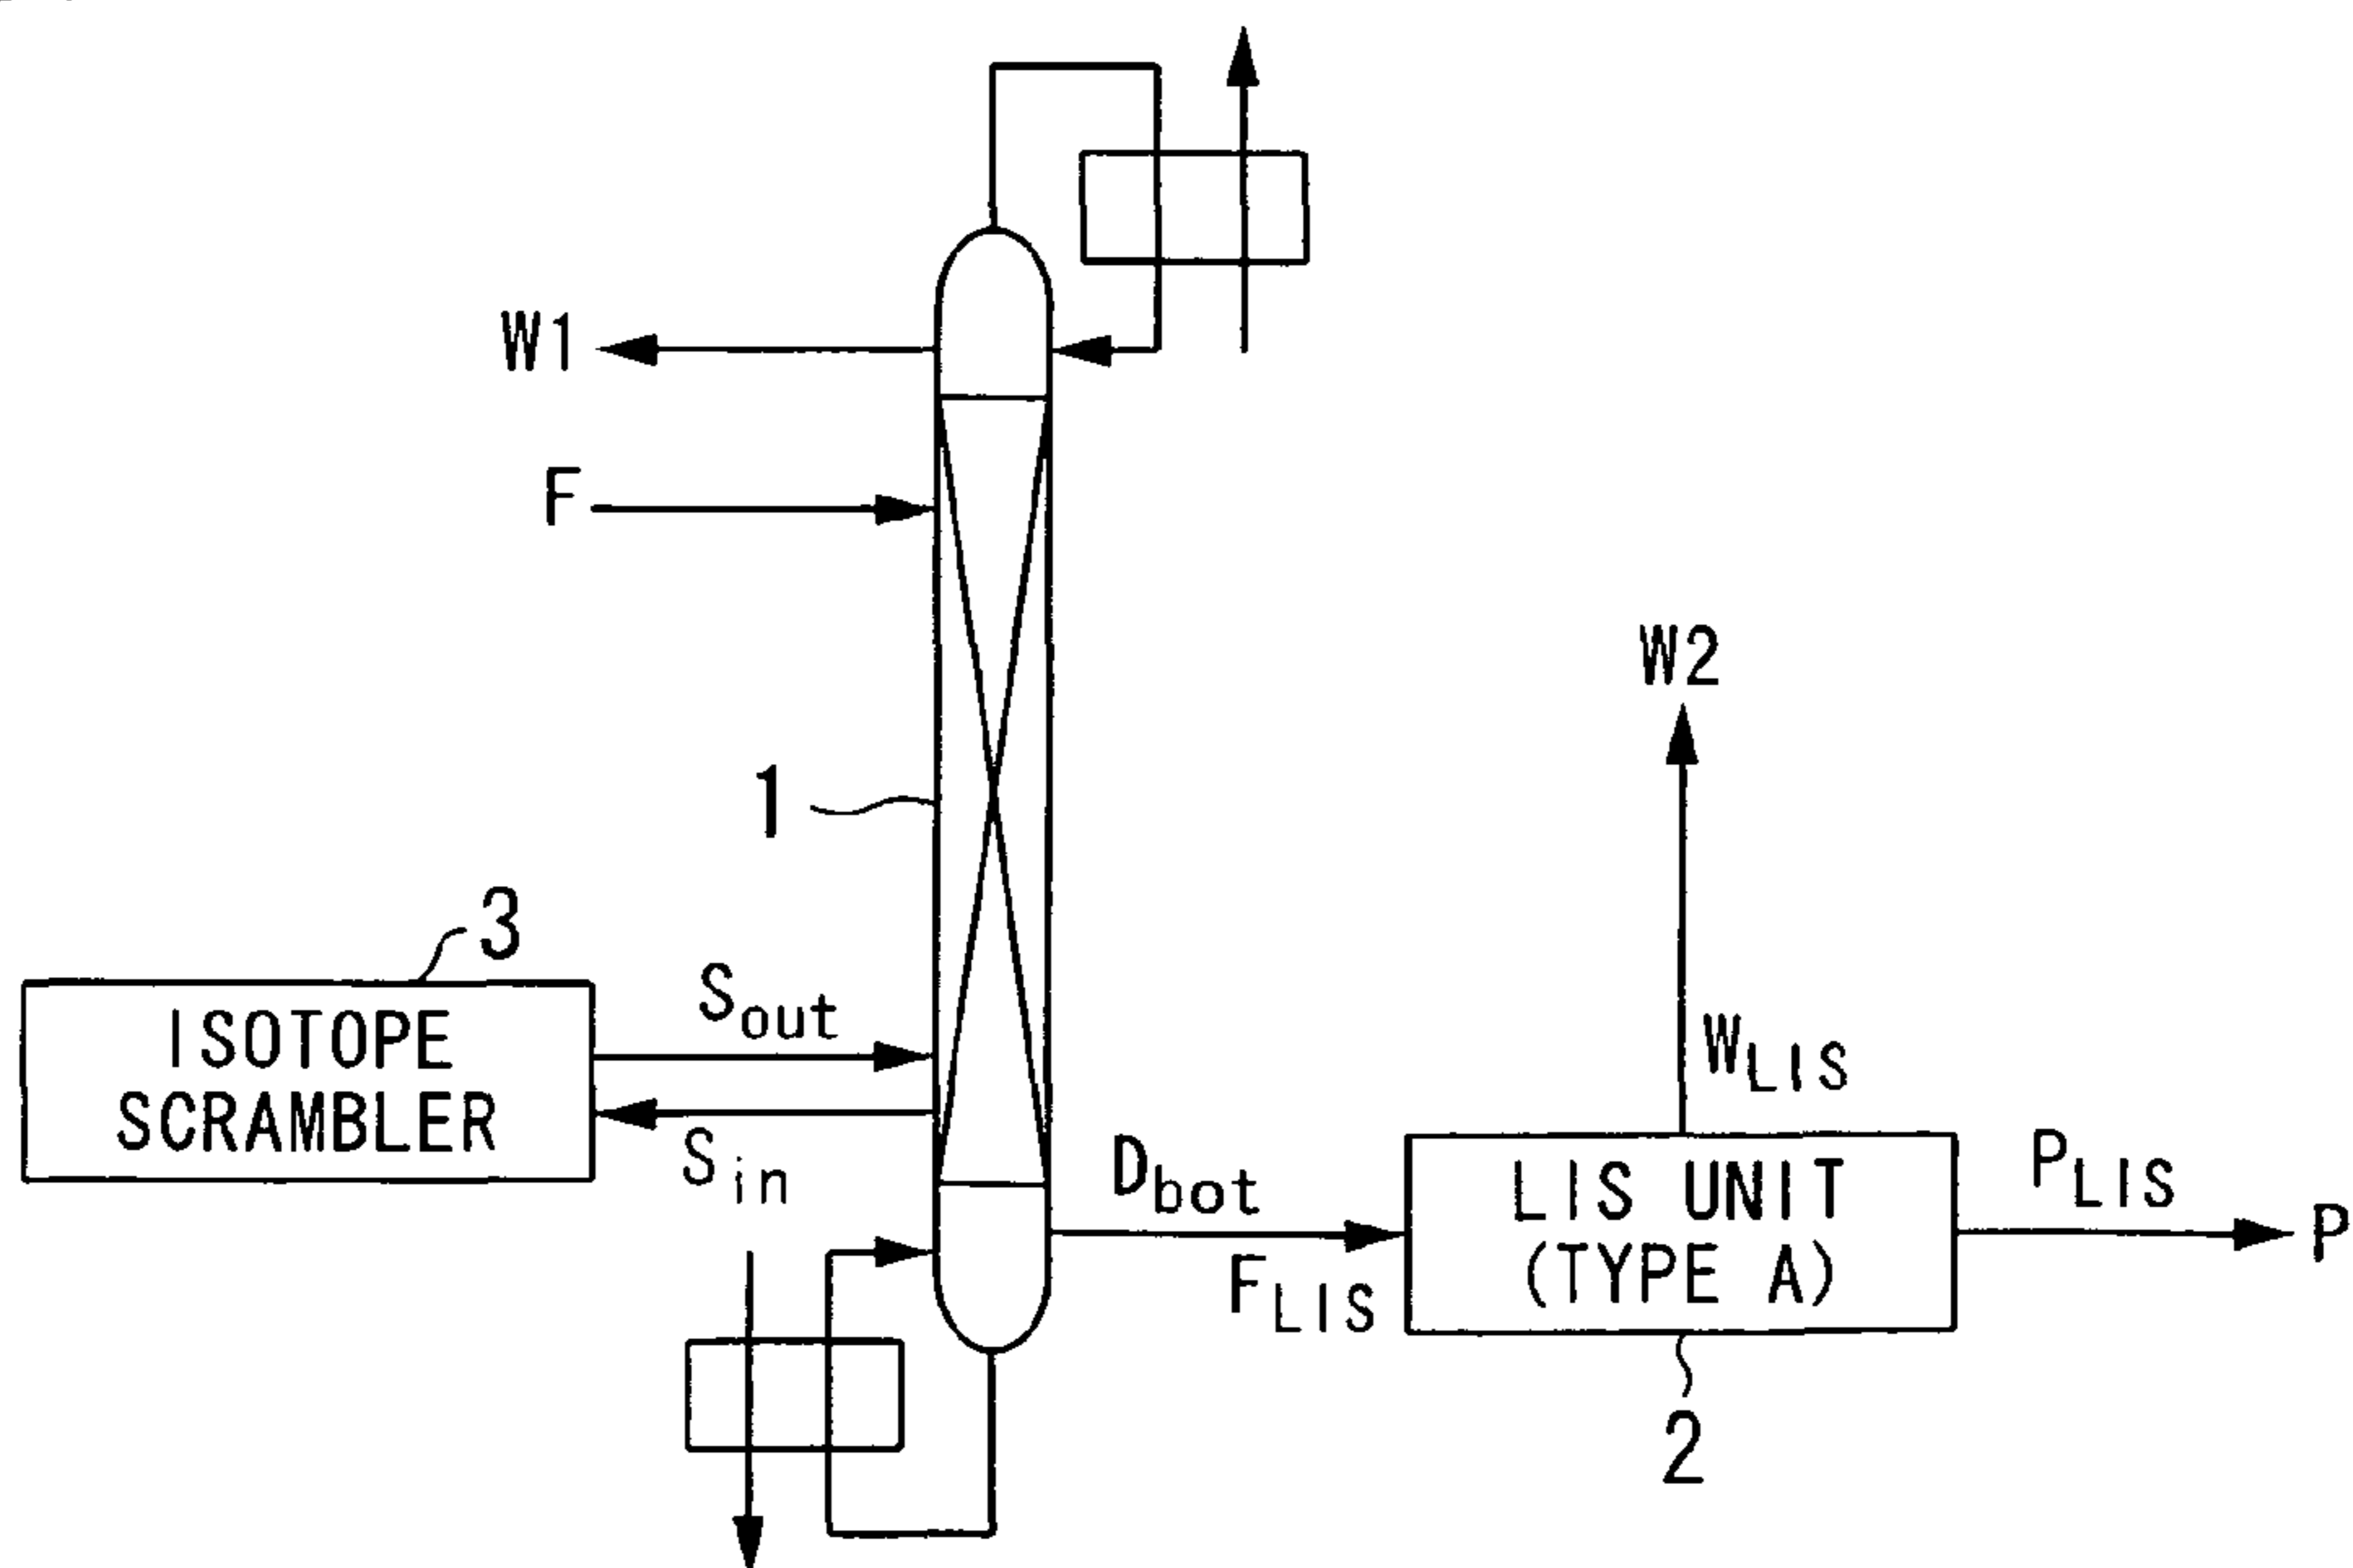 W1
F
W2
1
3
ISOTOPE
SCRAMBLER
Sout
Sin
Dbot
FLIS
WLIS
LIS UNIT
(TYPE A)
PLIS
P
2